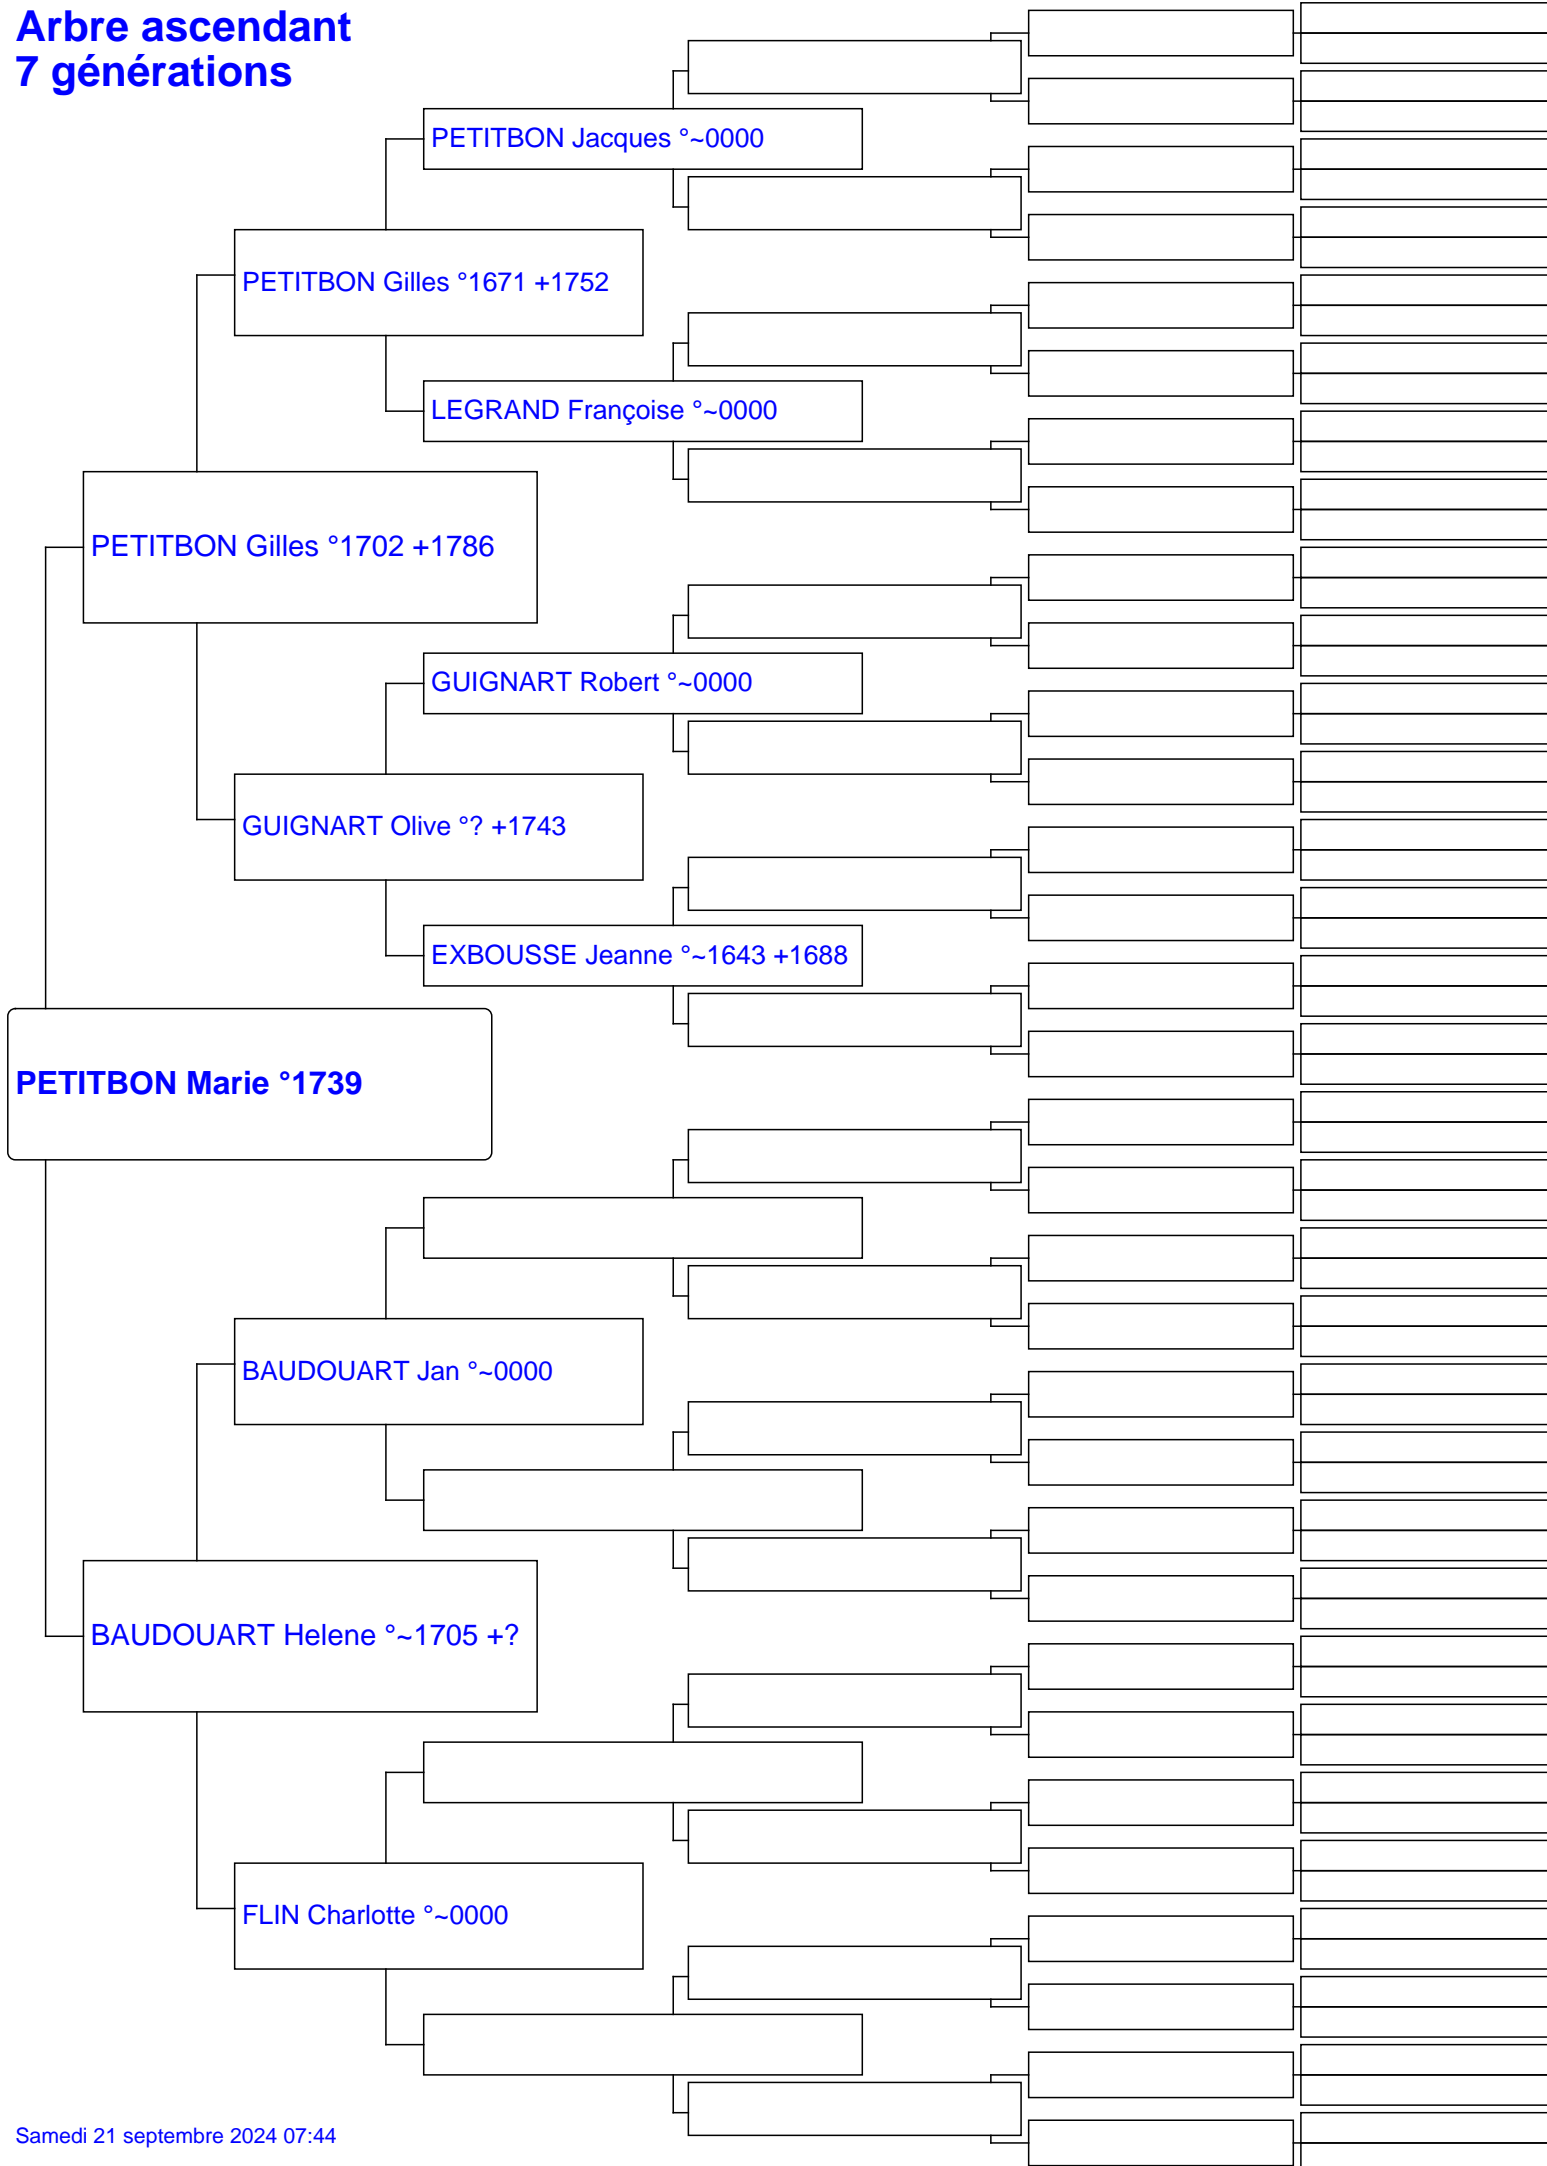 Arbre ascendant
7 générations
PETITBON Jacques °~0000
PETITBON Gilles °1671 +1752
LEGRAND Françoise °~0000
PETITBON Gilles °1702 +1786
GUIGNART Robert °~0000
GUIGNART Olive °? +1743
EXBOUSSE Jeanne °~1643 +1688
PETITBON Marie °1739
BAUDOUART Jan °~0000
BAUDOUART Helene °~1705 +?
FLIN Charlotte °~0000
Samedi 21 septembre 2024 07:44